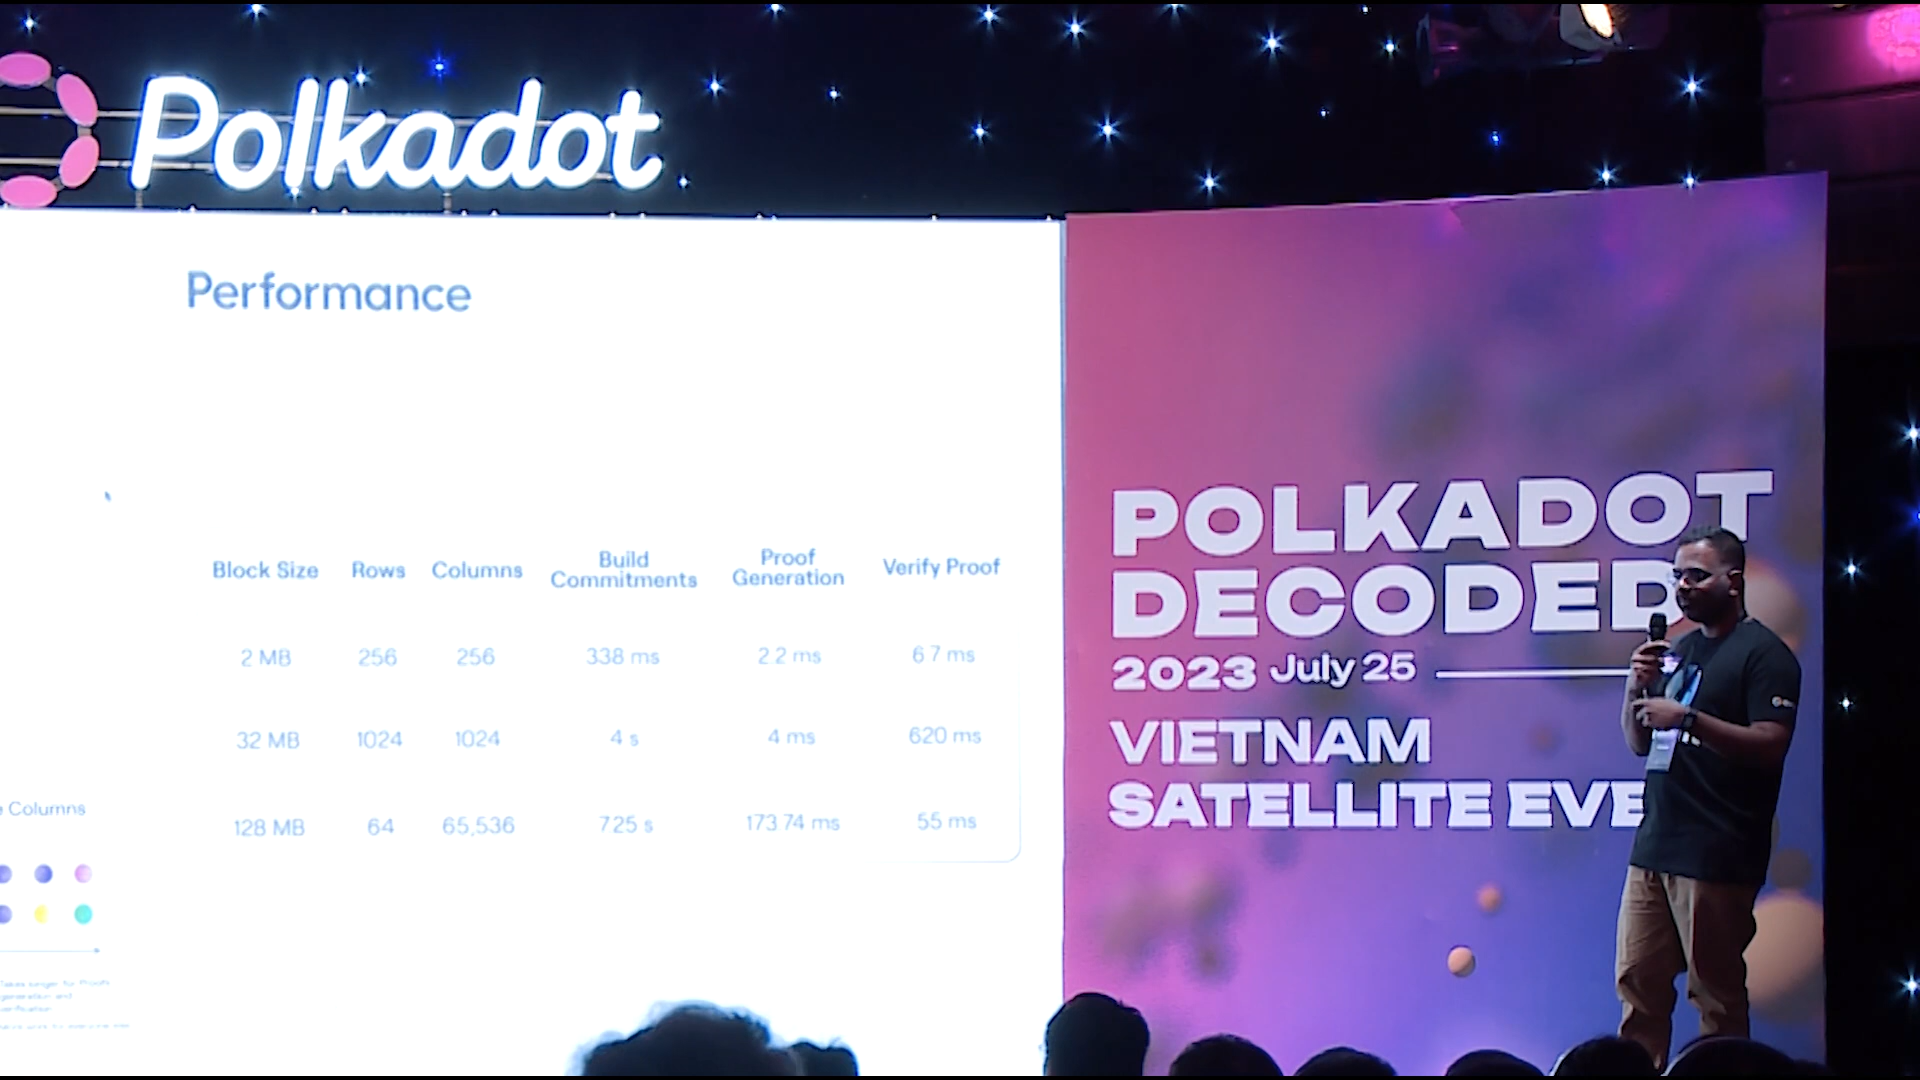 Polkadot
Performance
Block Size Rows Columns Build Commitments Proof Generation Verify Proof
2 MB 256 256 338 ms 2.2 ms 6.7 ms
32 MB 1024 1024 4 s 4 ms 620 ms
128 MB 64 65,536 725 s 173.74 ms 55 ms
Columns
POLKADOT
DECODED
2023 July 25
VIETNAM
SATELLITE EVE